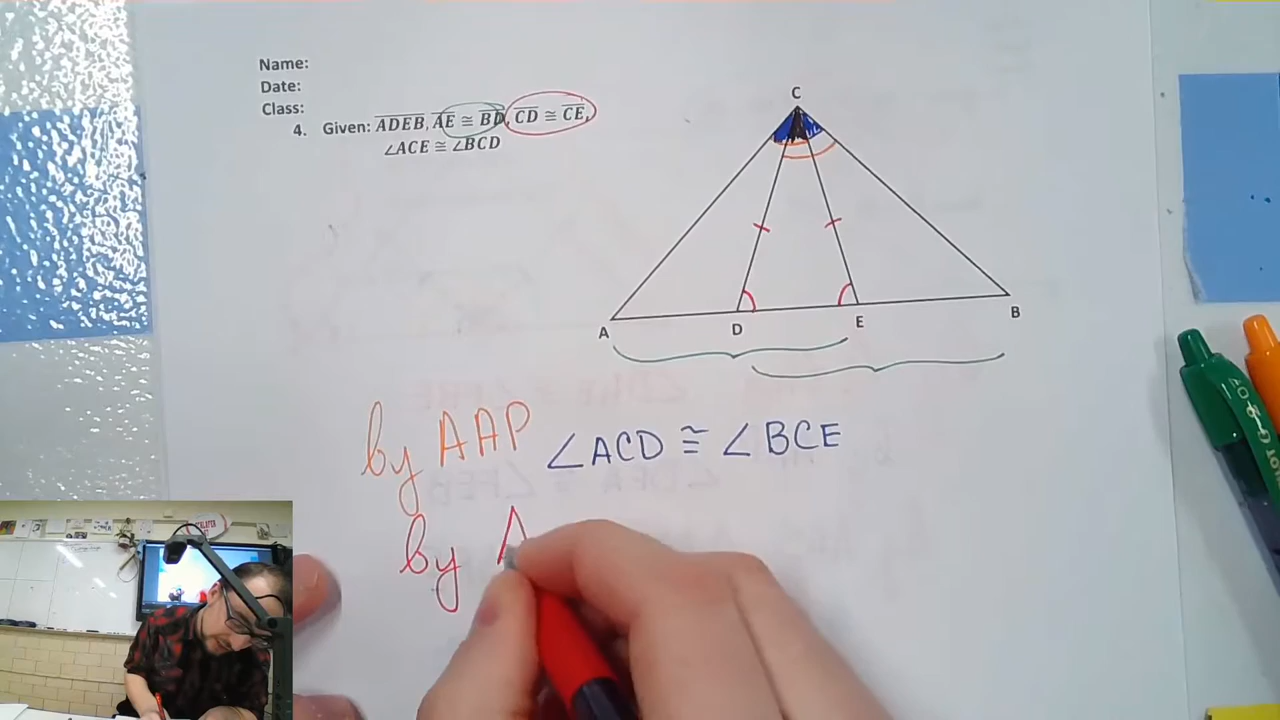 Name:
Date:
Class:
4. Given: ADEB, AE ≅ BD, CD ≅ CE,
∠ACE ≅ ∠BCD
C
A
D
E
B
by AAP ∠ACD ≅ ∠BCE
by A